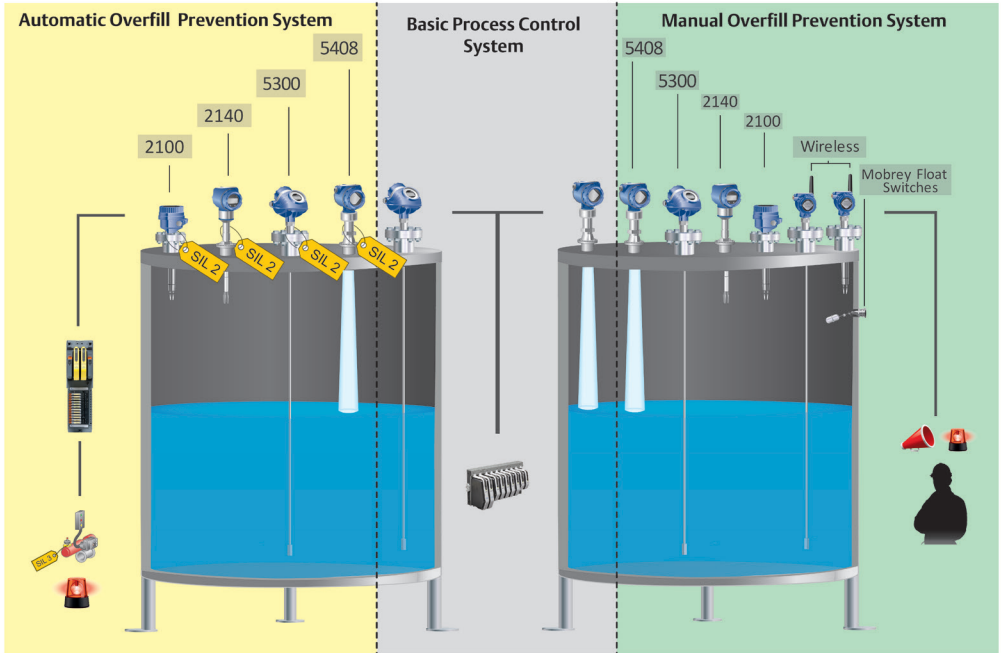 Automatic Overfill Prevention System
Basic Process Control
System
Manual Overfill Prevention System
5408
5300
2140
2100
5408
5300
2140
2100
Wireless
Mobrey Float
Switches
SIL 2
SIL 2
SIL 2
SIL 2
SIL 3